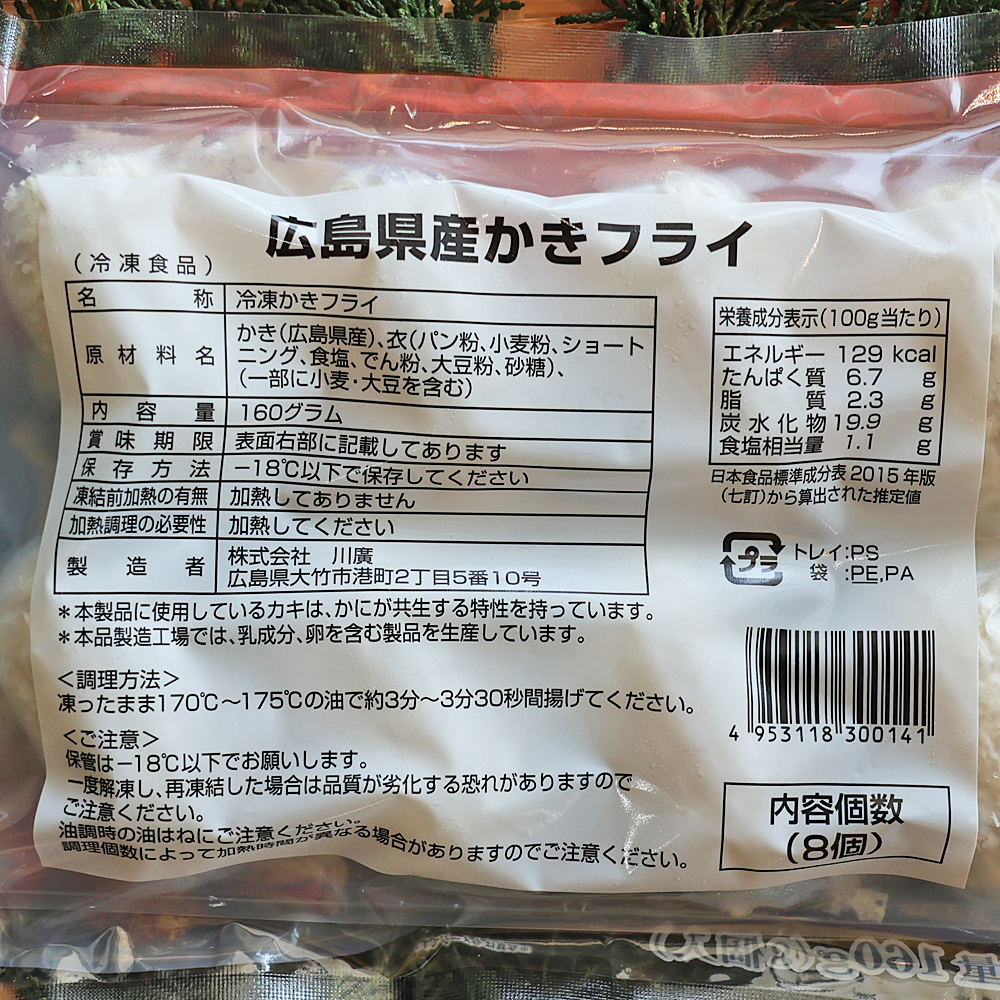 広島県産かきフライ
(冷凍食品)
名称 冷凍かきフライ
原材料名 かき(広島県産)、衣(パン粉、小麦粉、ショート
ニング、食塩、でん粉、大豆粉、砂糖)、
(一部に小麦・大豆を含む)
内容量 160グラム
賞味期限 表面右部に記載してあります
保存方法 −18℃以下で保存してください
凍結前加熱の有無 加熱してありません
加熱調理の必要性 加熱してください
製造者 株式会社 川廣
広島県大竹市港町2丁目5番10号
*本製品に使用しているカキは、かにが共生する特性を持っています。
*本品製造工場では、乳成分、卵を含む製品を生産しています。
<調理方法>
凍ったまま170℃~175℃の油で約3分~3分30秒間揚げてください。
<ご注意>
保管は−18℃以下でお願いします。
一度解凍し、再凍結した場合は品質が劣化する恐れがありますので
ご注意ください。
油調時の油はねにご注意ください。
調理個数によって加熱時間が異なる場合がありますのでご注意ください。
栄養成分表示(100g当たり)
エネルギー 129 kcal
たんぱく質 6.7 g
脂質 2.3 g
炭水化物 19.9 g
食塩相当量 1.1 g
日本食品標準成分表2015年版
(七訂)から算出された推定値
プラ
トレイ:PS
袋:PE,PA
4 953118 300141
内容個数
(8個)